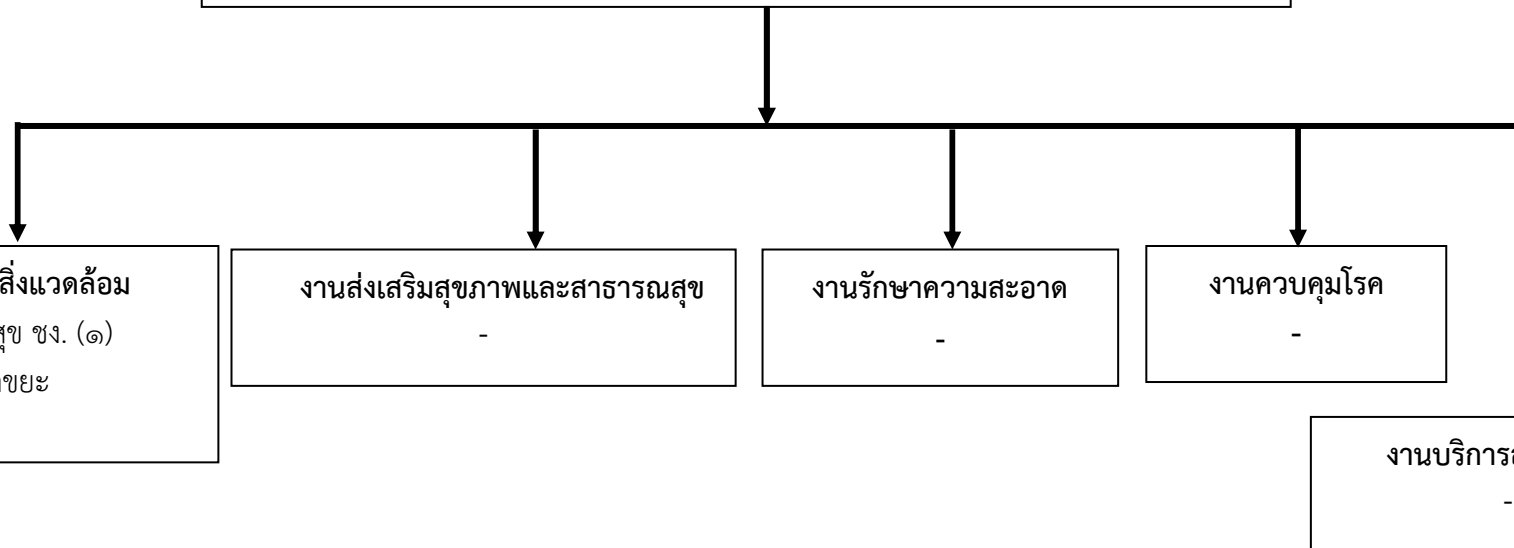 สิ่งแวดล้อม
สุข ชง. (๑)
ขยะ
งานส่งเสริมสุขภาพและสาธารณสุข
-
งานรักษาความสะอาด
-
งานควบคุมโรค
-
งานบริการ
-